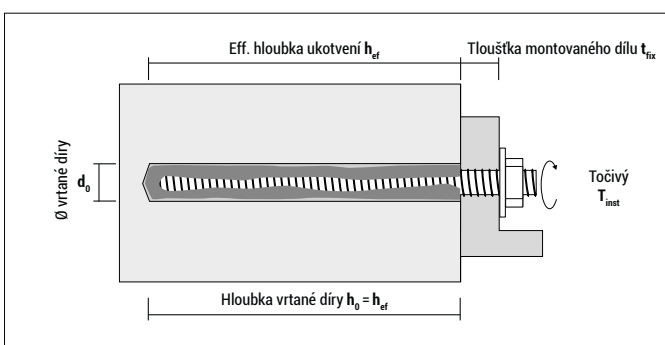 Eff. hloubka ukotvení hef
Tloušťka montovaného dílu tfix
Ø vrtané díry
d0
Točivý
Tinst
Hloubka vrtané díry h0 = hef